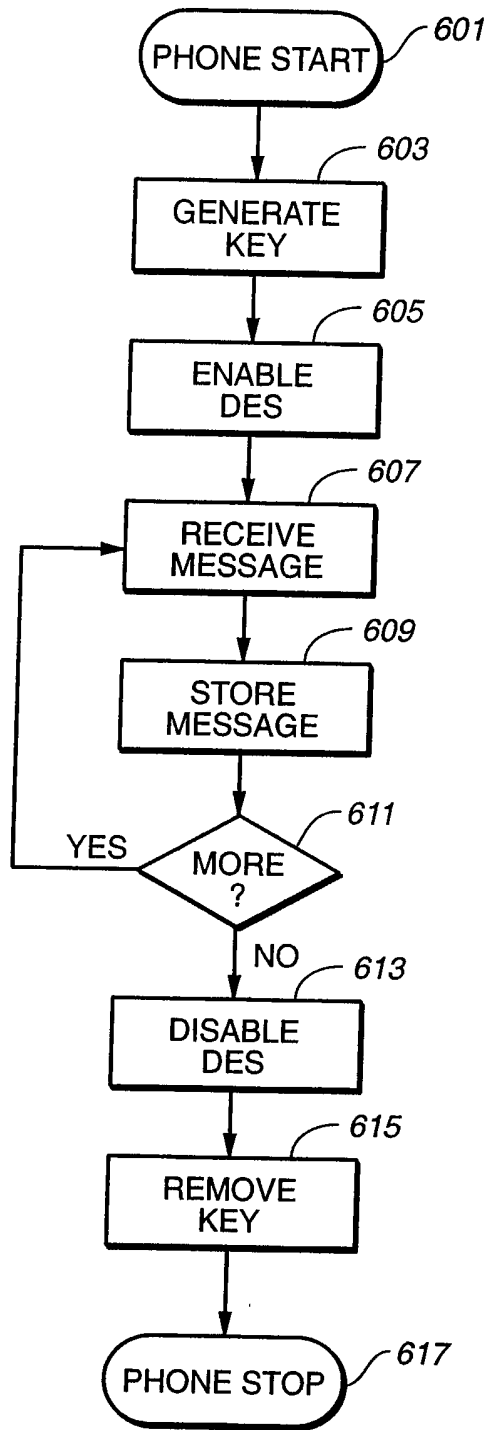 601
PHONE START
603
GENERATE
KEY
605
ENABLE
DES
607
RECEIVE
MESSAGE
609
STORE
MESSAGE
611
YES
MORE
?
NO
613
DISABLE
DES
615
REMOVE
KEY
617
PHONE STOP